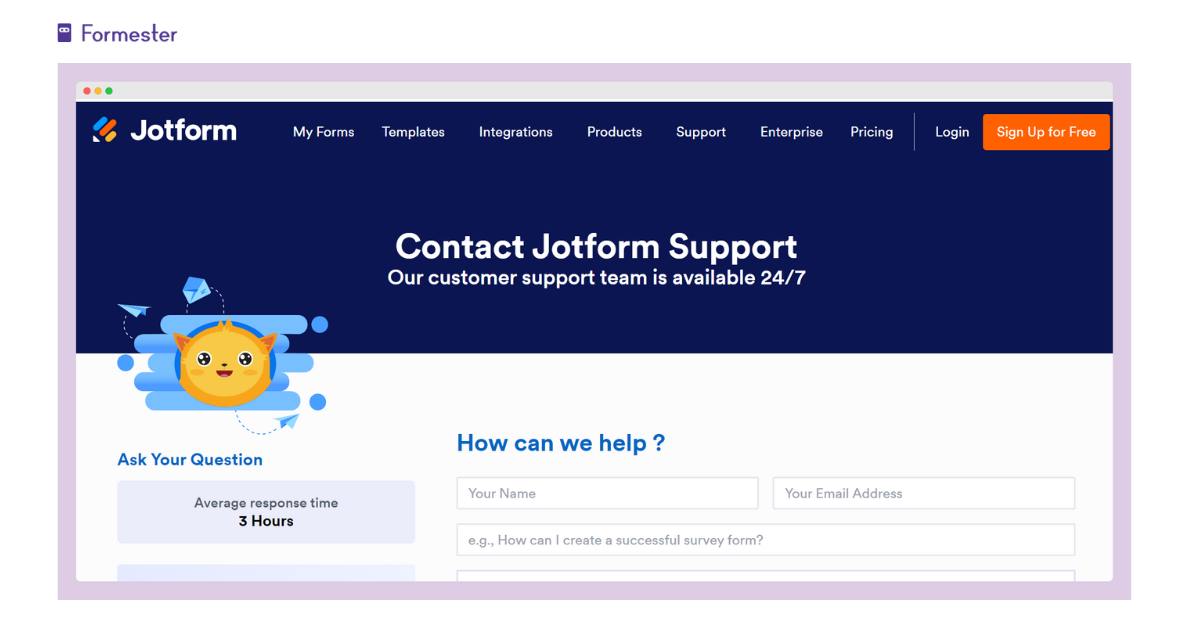 Formester
Jotform
My Forms Templates Integrations Products Support Enterprise Pricing Login Sign Up for Free
Contact Jotform Support
Our customer support team is available 24/7
Ask Your Question
Average response time
3 Hours
How can we help ?
Your Name
Your Email Address
e.g., How can I create a successful survey form?